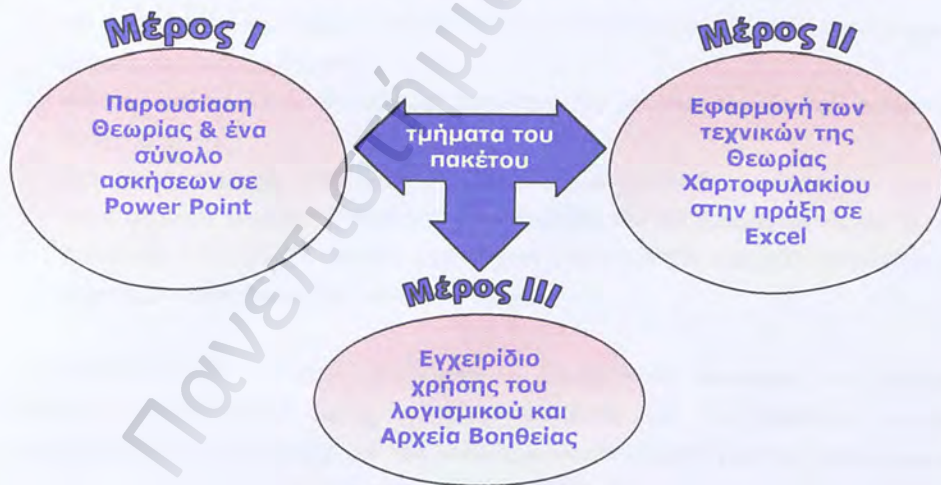 Μέρος Ι
Παρουσίαση
Θεωρίας & ένα
σύνολο
ασκήσεων σε
Power Point
τμήματα του
πακέτου
Μέρος ΙΙ
Εφαρμογή των
τεχνικών της
Θεωρίας
Χαρτοφυλακίου
στην πράξη σε
Excel
Μέρος ΙΙΙ
Εγχειρίδιο
χρήσης του
λογισμικού και
Αρχεία Βοηθείας